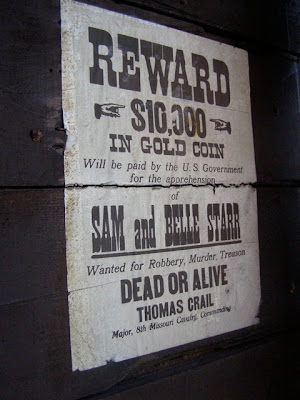 REWARD
$10,000
IN GOLD COIN
Will be paid by the U.S. Government
for the apprehension
of
SAM and BELLE STARR
Wanted for Robbery, Murder, Treason
DEAD OR ALIVE
THOMAS CRAIL
Major, 8th Missouri Cavalry, Commanding